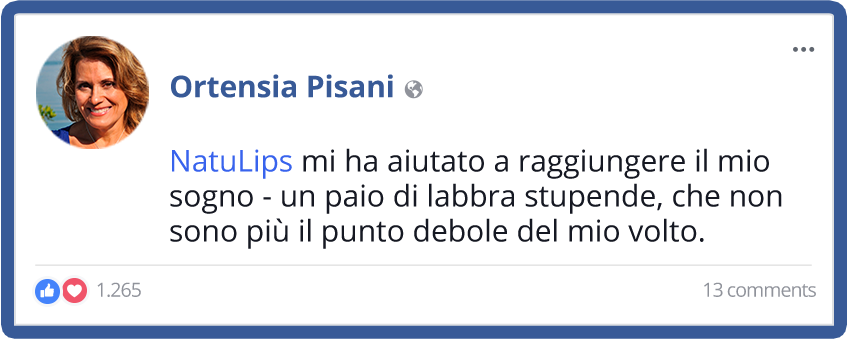 Ortensia Pisani
NatuLips mi ha aiutato a raggiungere il mio
sogno - un paio di labbra stupende, che non
sono più il punto debole del mio volto.
1.265
13 comments